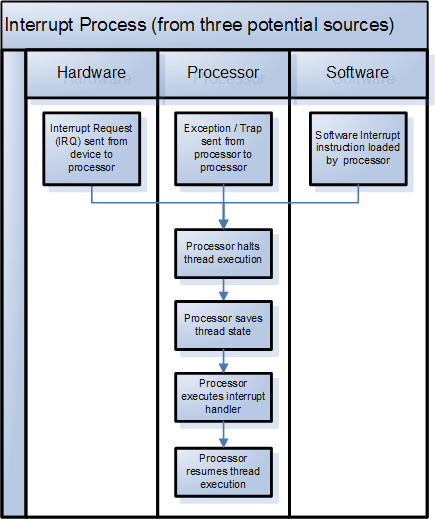 Interrupt Process (from three potential sources)
Hardware
Processor
Software
Interrupt Request
(IRQ) sent from
device to
processor
Exception / Trap
sent from
processor to
processor
Software Interrupt
instruction loaded
by processor
Processor halts
thread execution
Processor saves
thread state
Processor
executes interrupt
handler
Processor
resumes thread
execution